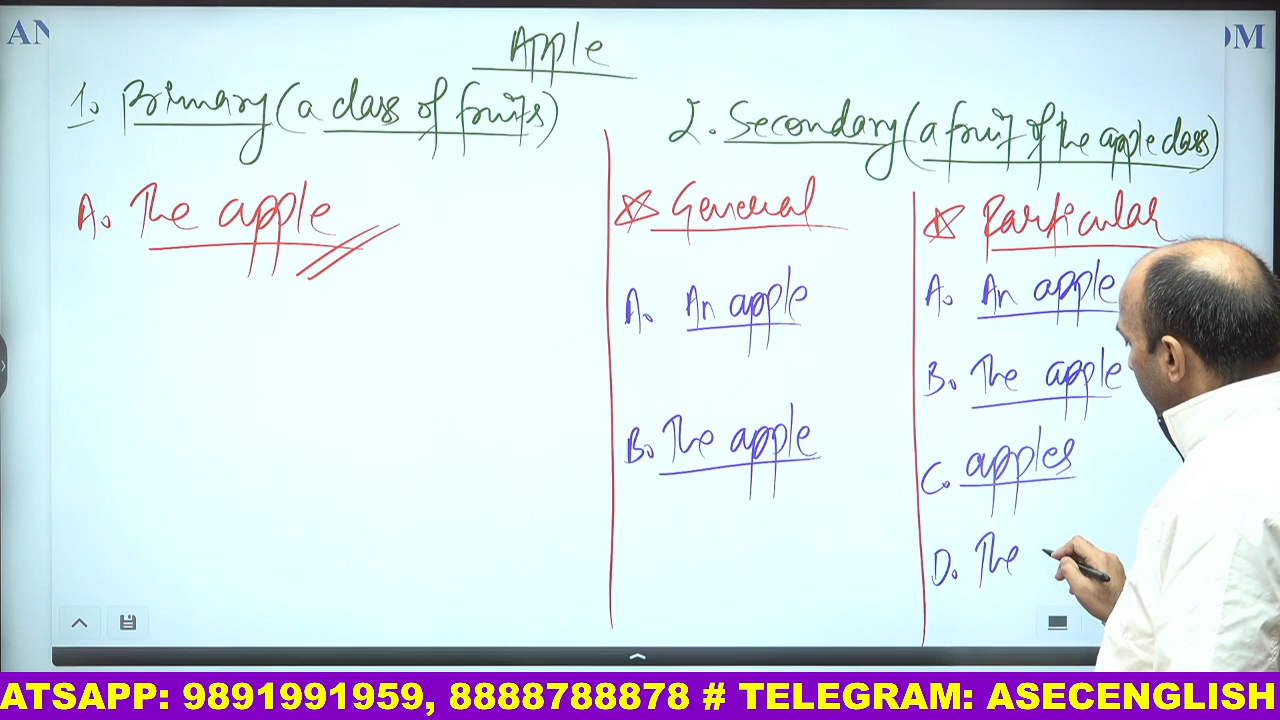 AN
OM
Apple
1. Primary (a class of fruits)
A. The apple
2. Secondary (a fruit of the apple class)
☆ General
A. An apple
B. The apple
☆ Particular
A. An apple
B. The apple
C. apples
D. The
ATSAPP: 9891991959, 8888788878 # TELEGRAM: ASECENGLISH